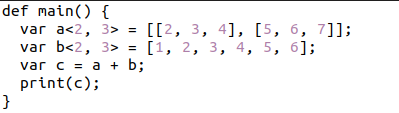 def main() {
  var a<2, 3> = [[2, 3, 4], [5, 6, 7]];
  var b<2, 3> = [1, 2, 3, 4, 5, 6];
  var c = a + b;
  print(c);
}